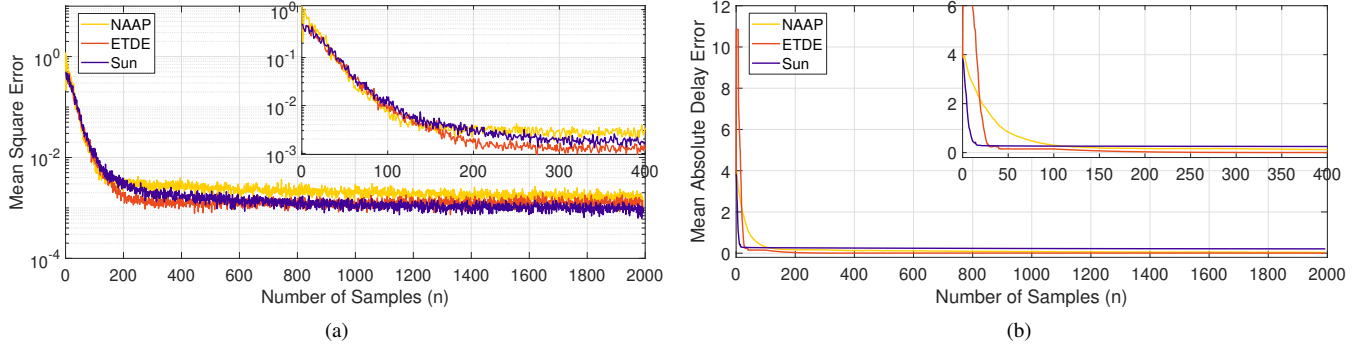 NAAP
ETDE
Sun
Mean Square Error
10^0
10^-2
10^-4
0 200 400 600 800 1000 1200 1400 1600 1800 2000
Number of Samples (n)
10^0
10^-1
10^-2
10^-3
0 100 200 300 400
(a)
NAAP
ETDE
Sun
Mean Absolute Delay Error
12
10
8
6
4
2
0
0 200 400 600 800 1000 1200 1400 1600 1800 2000
Number of Samples (n)
6
4
2
0
0 50 100 150 200 250 300 350 400
(b)